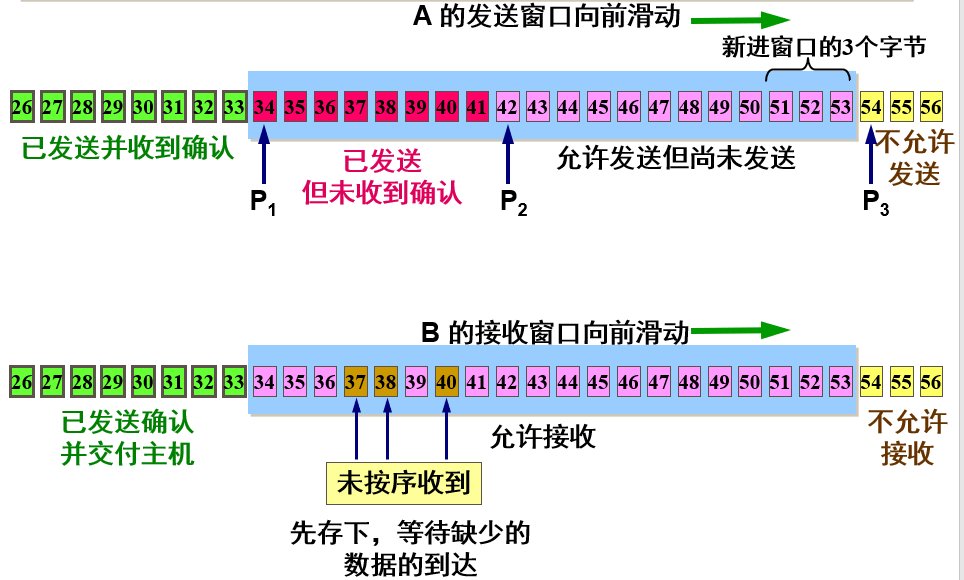 A 的发送窗口向前滑动
新进窗口的3个字节
26 27 28 29 30 31 32 33 34 35 36 37 38 39 40 41 42 43 44 45 46 47 48 49 50 51 52 53 54 55 56
已发送并收到确认
已发送
但未收到确认
允许发送但尚未发送
不允许
发送
P1
P2
P3
B 的接收窗口向前滑动
26 27 28 29 30 31 32 33 34 35 36 37 38 39 40 41 42 43 44 45 46 47 48 49 50 51 52 53 54 55 56
已发送确认
并交付主机
允许接收
不允许
接收
未按序收到
先存下，等待缺少的
数据的到达